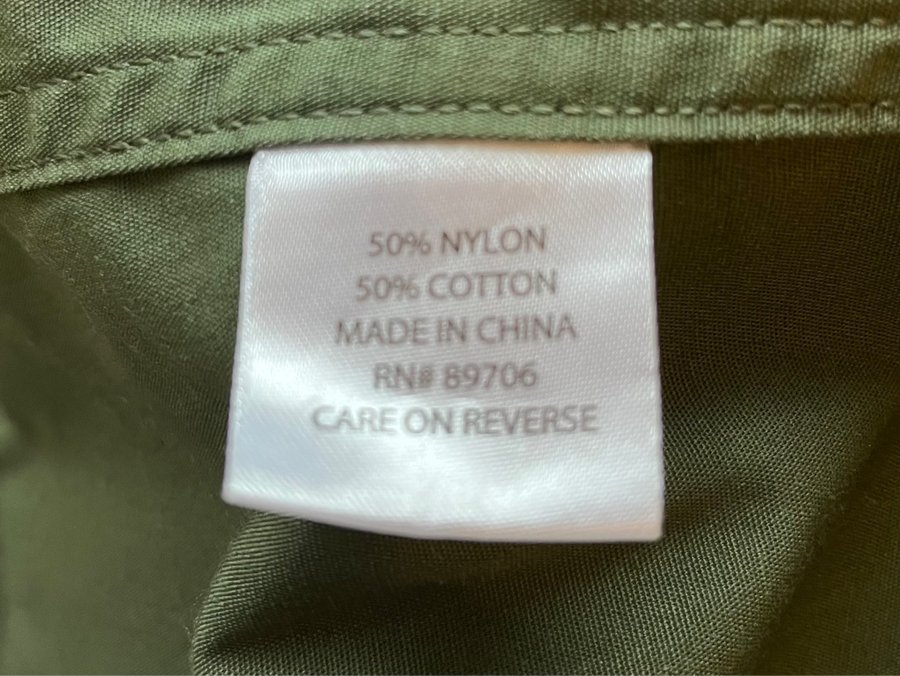 50% NYLON
50% COTTON
MADE IN CHINA
RN# 89706
CARE ON REVERSE